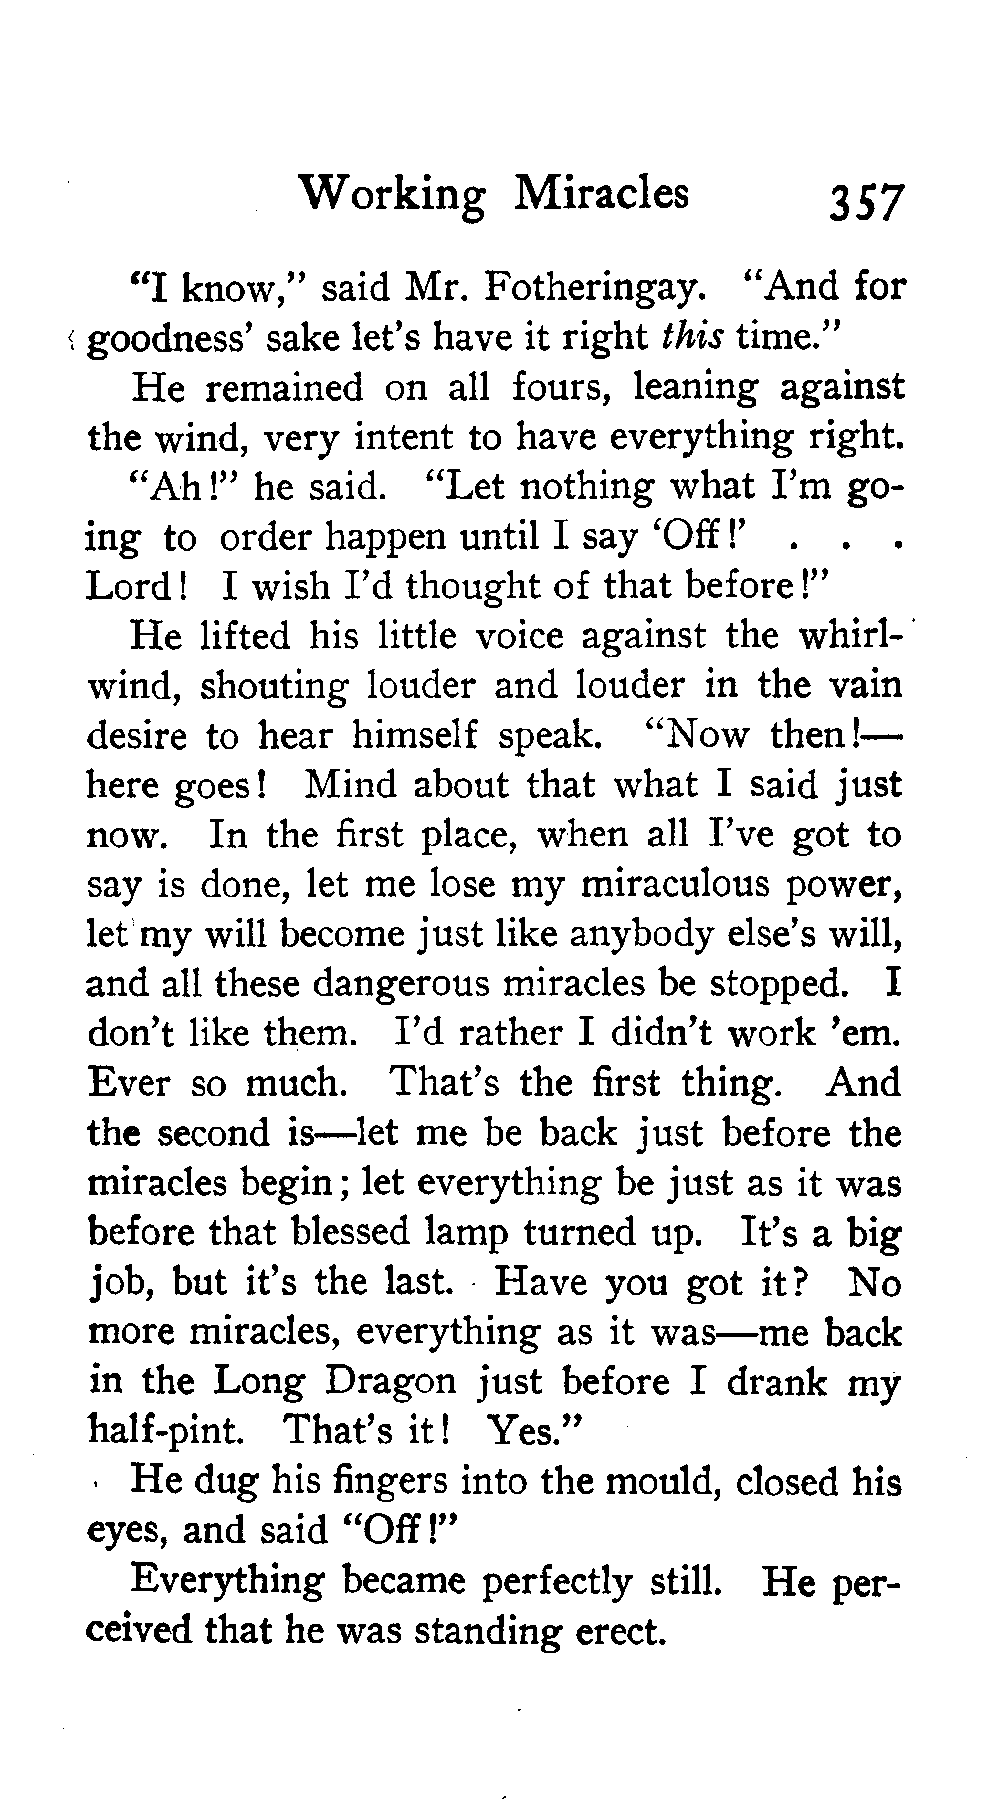 Working Miracles 357
"I know," said Mr. Fotheringay. "And for
goodness' sake let's have it right this time."
He remained on all fours, leaning against
the wind, very intent to have everything right.
"Ah!" he said. "Let nothing what I'm go-
ing to order happen until I say 'Off!' . . .
Lord! I wish I'd thought of that before!"
He lifted his little voice against the whirl-
wind, shouting louder and louder in the vain
desire to hear himself speak. "Now then!—
here goes! Mind about that what I said just
now. In the first place, when all I've got to
say is done, let me lose my miraculous power,
let my will become just like anybody else's will,
and all these dangerous miracles be stopped. I
don't like them. I'd rather I didn't work 'em.
Ever so much. That's the first thing. And
the second is—let me be back just before the
miracles begin; let everything be just as it was
before that blessed lamp turned up. It's a big
job, but it's the last. Have you got it? No
more miracles, everything as it was—me back
in the Long Dragon just before I drank my
half-pint. That's it! Yes."
He dug his fingers into the mould, closed his
eyes, and said "Off!"
Everything became perfectly still. He per-
ceived that he was standing erect.